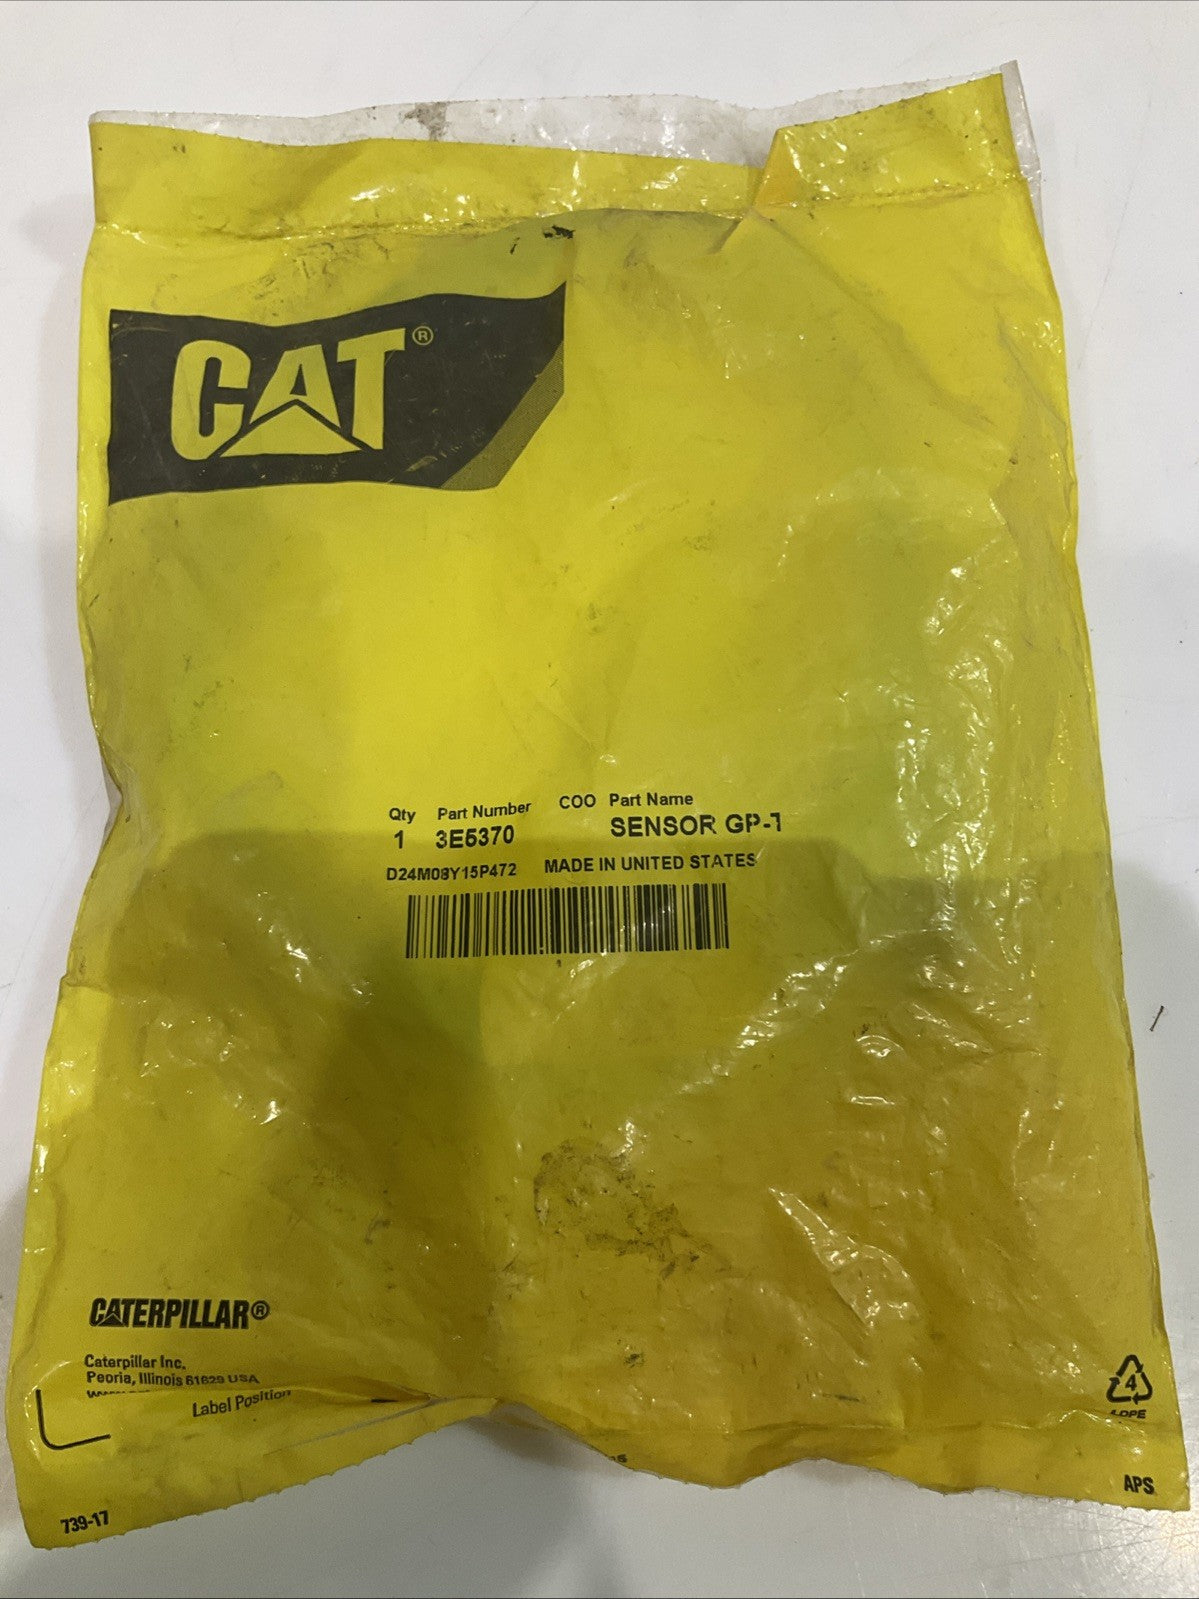 CAT®
Qty Part Number COO Part Name
1 3E5370 SENSOR GP-T
D24M08Y15P472 MADE IN UNITED STATES
CATERPILLAR®
Caterpillar Inc.
Peoria, Illinois 61629 USA
Label Position
4
LDPE
APS
739-17